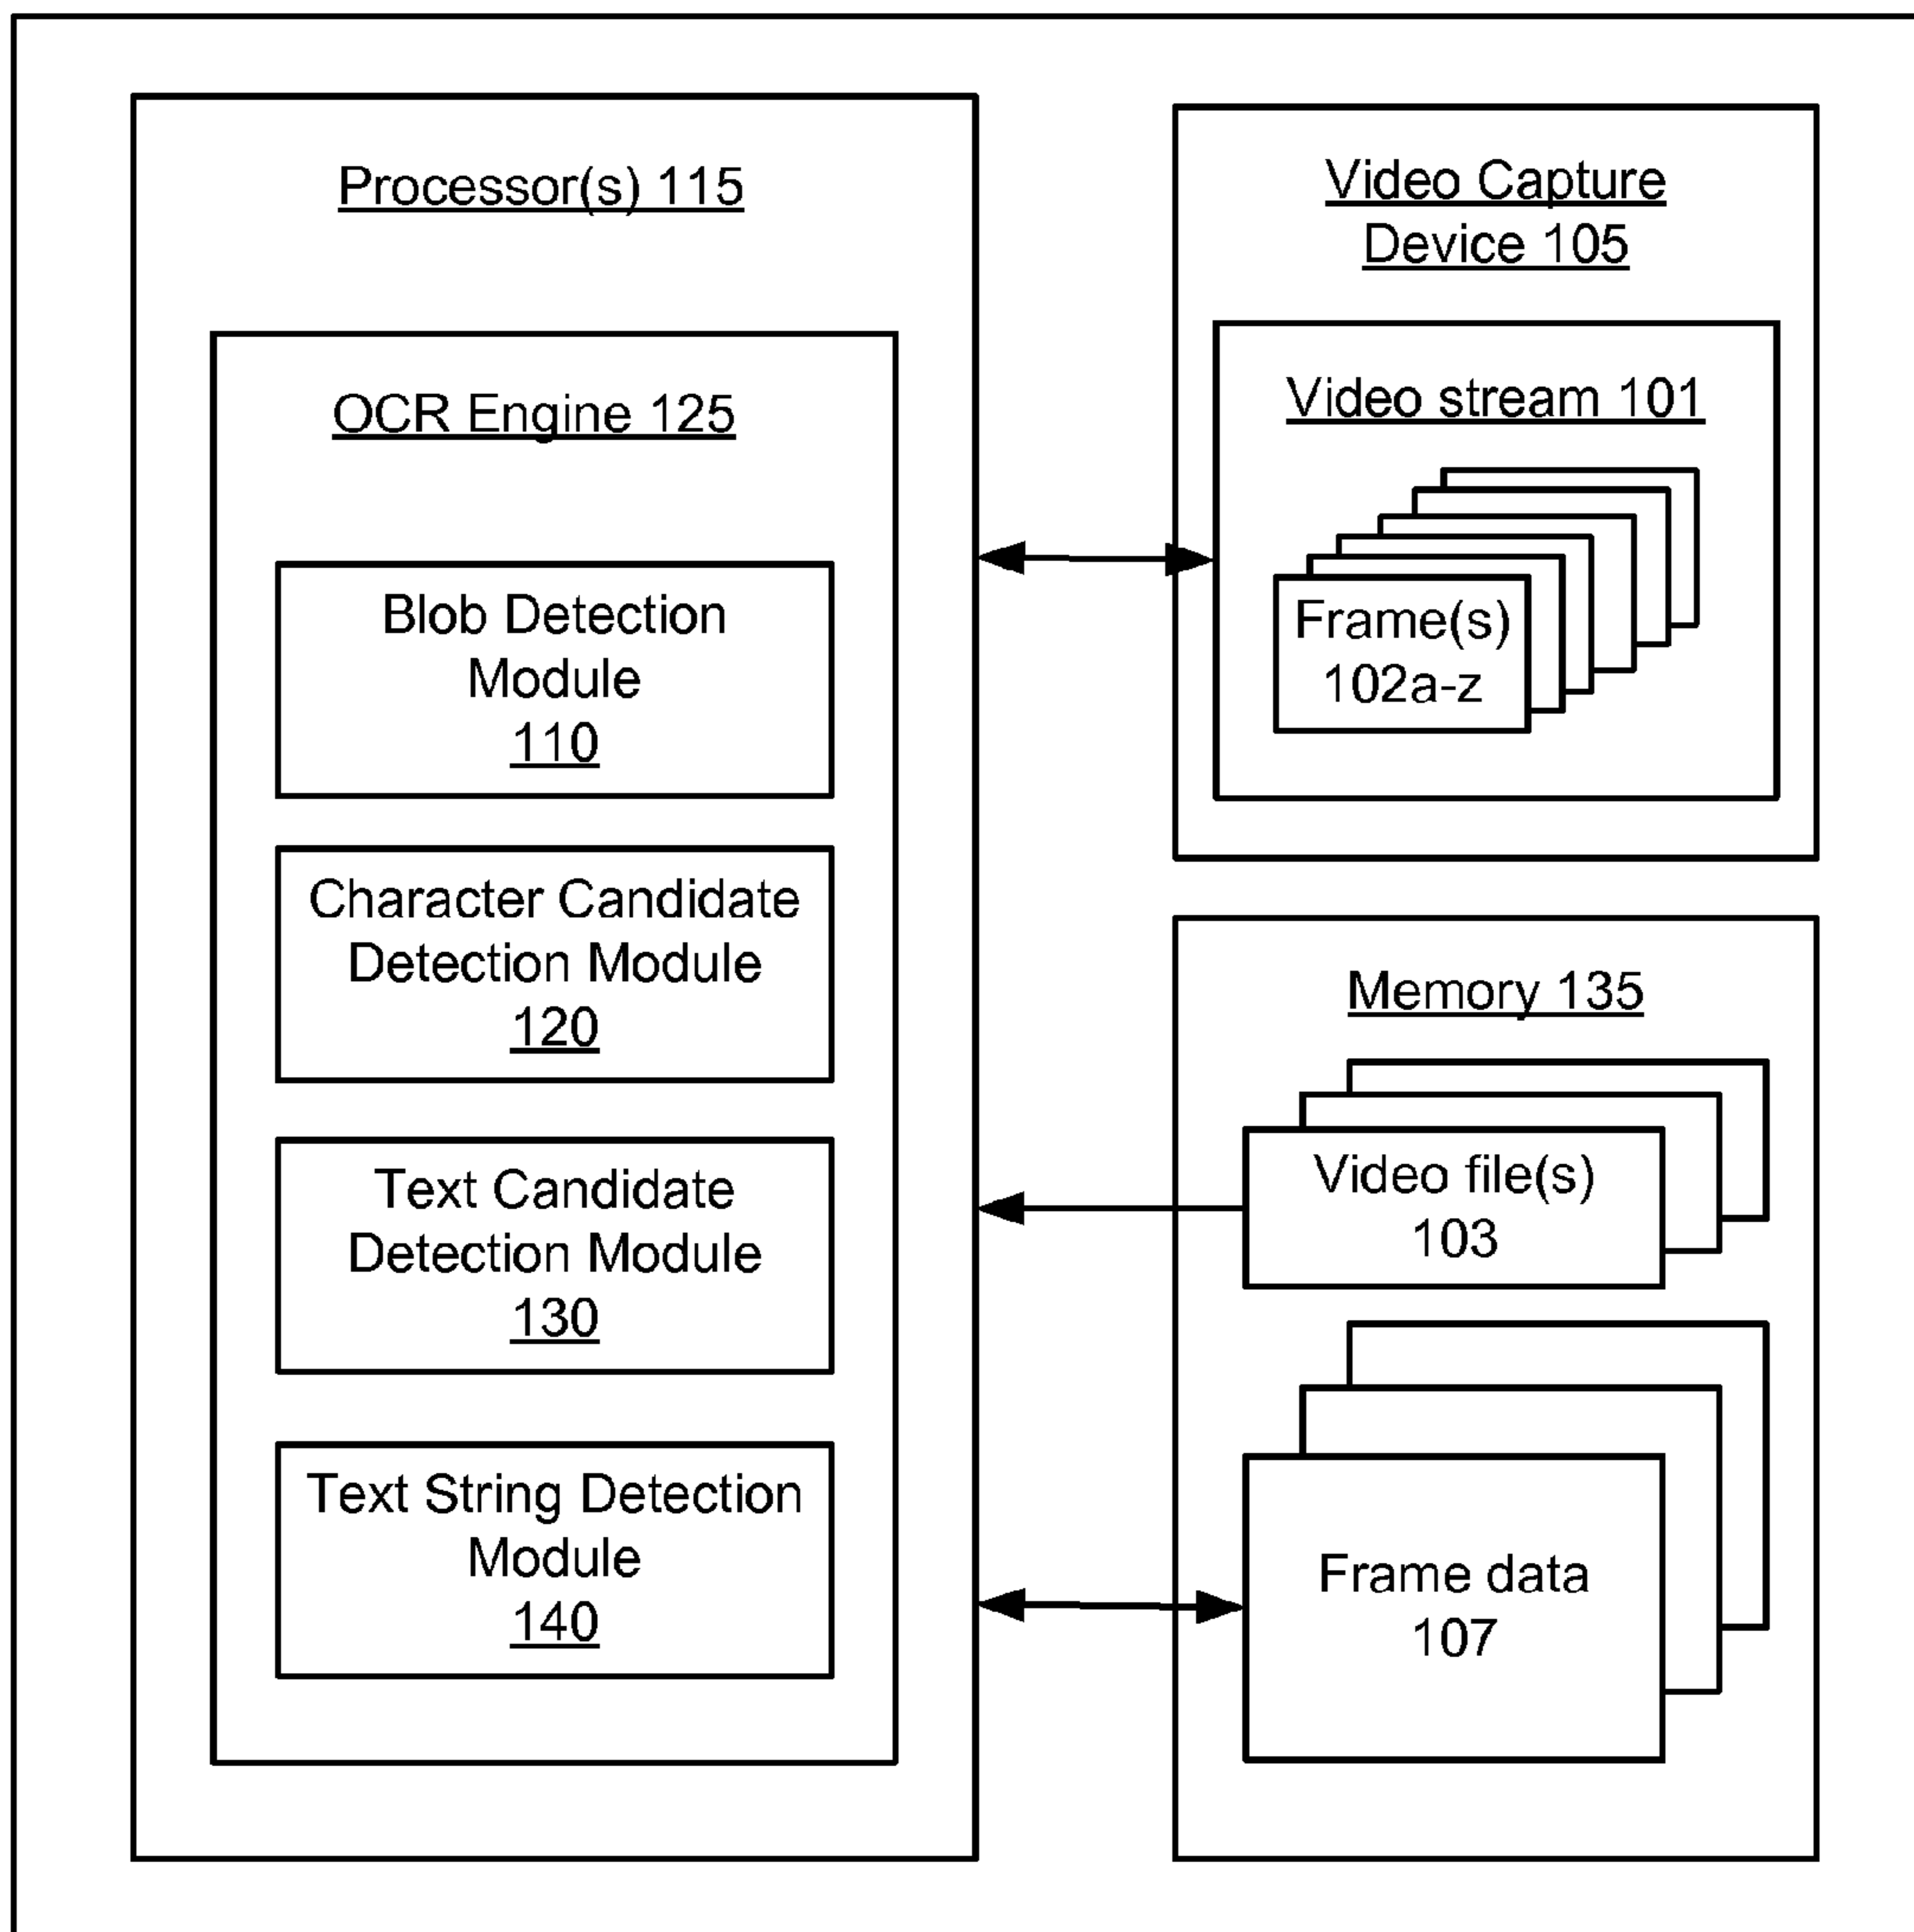 Processor(s) 115
OCR Engine 125
Blob Detection
Module
110
Character Candidate
Detection Module
120
Text Candidate
Detection Module
130
Text String Detection
Module
140
Video Capture
Device 105
Video stream 101
Frame(s)
102a-z
Memory 135
Video file(s)
103
Frame data
107